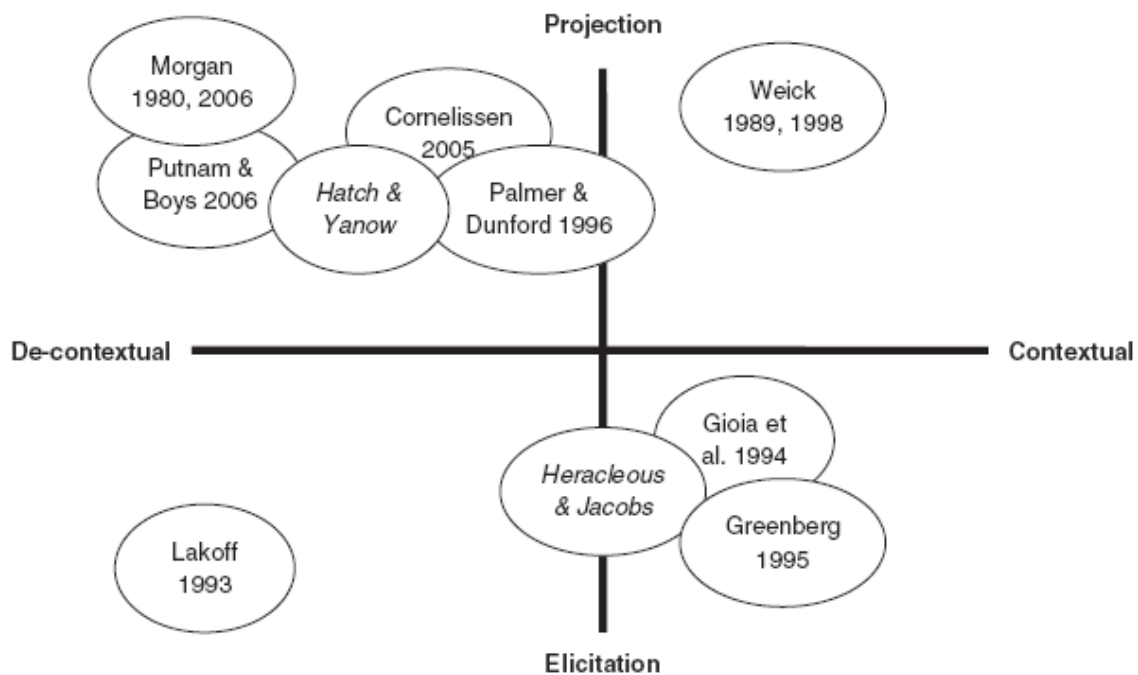 Projection
Morgan
1980, 2006
Weick
1989, 1998
Cornelissen
2005
Putnam &
Boys 2006
Hatch &
Yanow
Palmer &
Dunford 1996
De-contextual
Contextual
Gioia et
al. 1994
Heracleous
& Jacobs
Greenberg
1995
Lakoff
1993
Elicitation